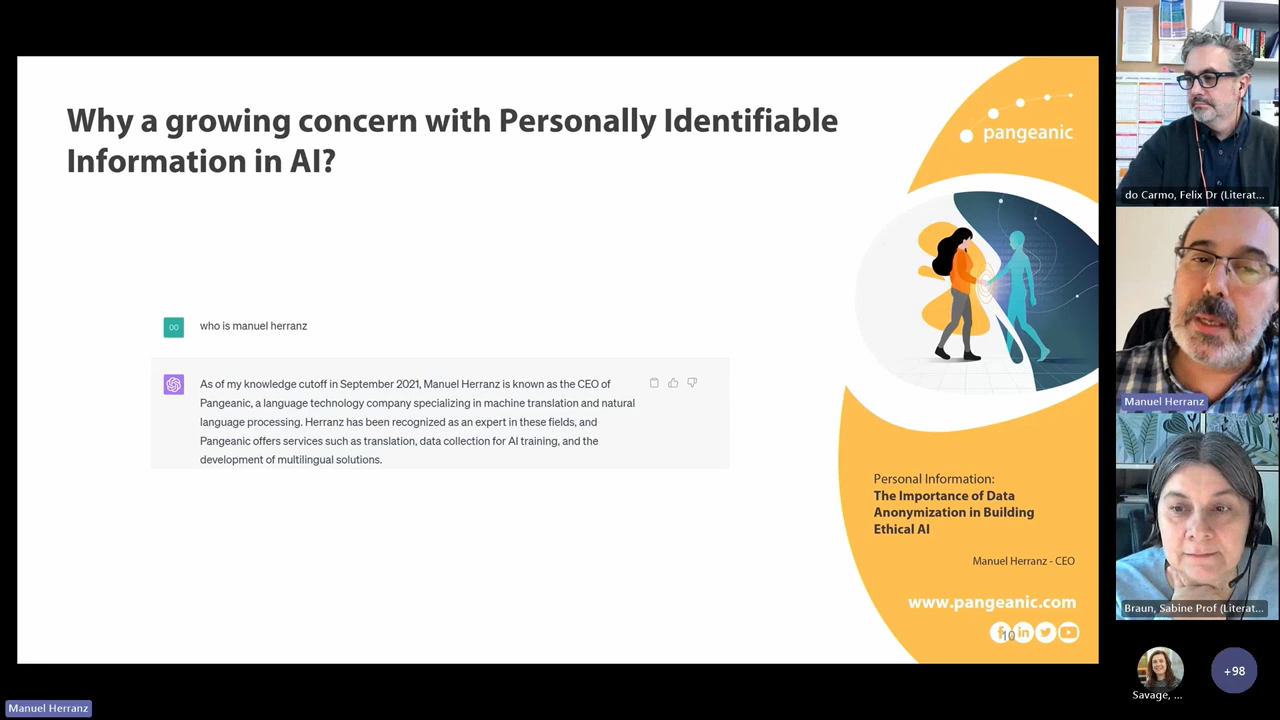 Why a growing concern with Personally Identifiable
Information in AI?
pangeanic
OO
who is manuel herranz
As of my knowledge cutoff in September 2021, Manuel Herranz is known as the CEO of
Pangeanic, a language technology company specializing in machine translation and natural
language processing. Herranz has been recognized as an expert in these fields, and
Pangeanic offers services such as translation, data collection for AI training, and the
development of multilingual solutions.
Personal Information:
The Importance of Data
Anonymization in Building
Ethical AI
Manuel Herranz - CEO
www.pangeanic.com
10
do Carmo, Felix Dr (Literat...
Manuel Herranz
Braun, Sabine Prof (Literat...
Savage, ...
+98
Manuel Herranz